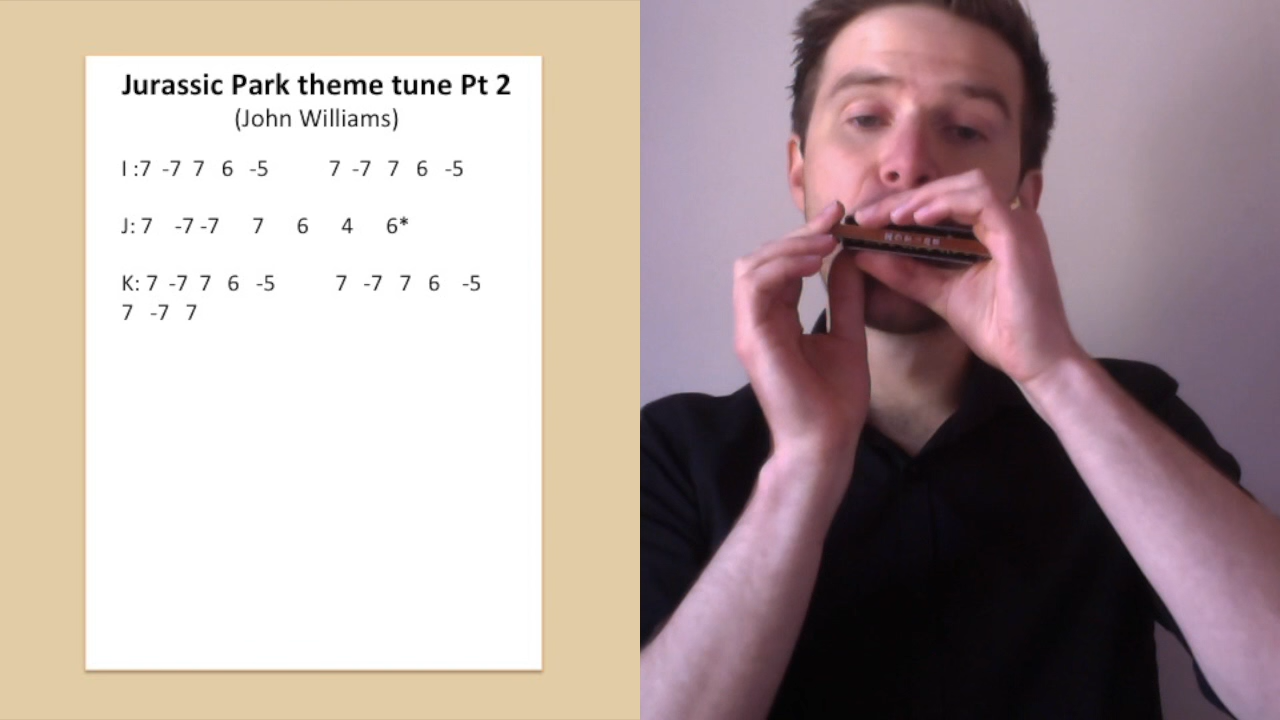 Jurassic Park theme tune Pt 2
(John Williams)
I :7 -7 7 6 -5 7 -7 7 6 -5
J: 7 -7 -7 7 6 4 6*
K: 7 -7 7 6 -5 7 -7 7 6 -5
7 -7 7